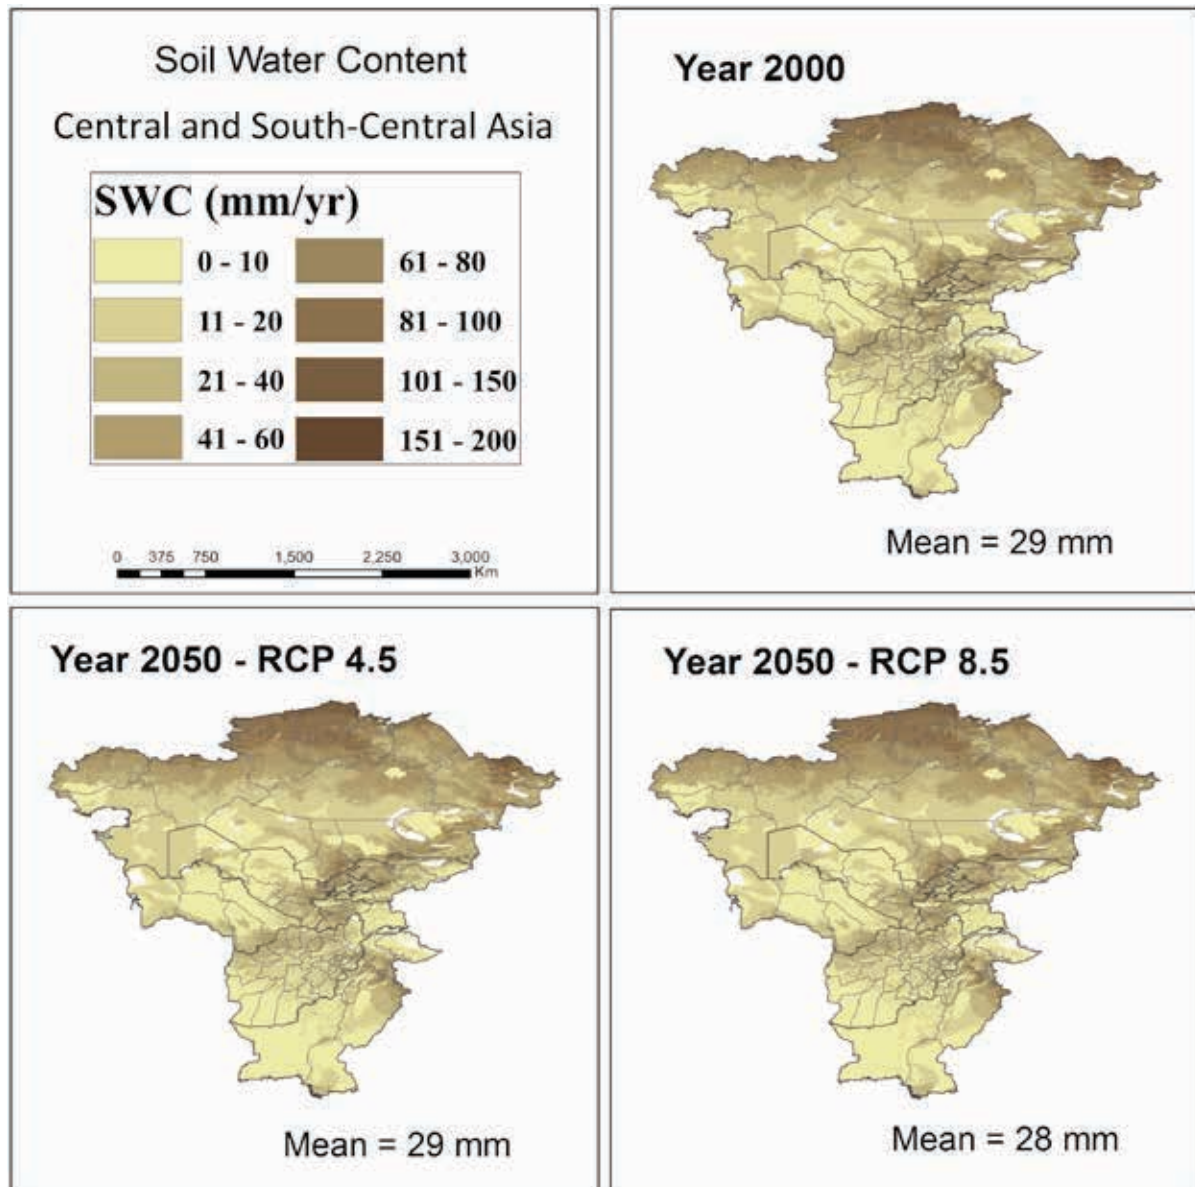 Soil Water Content
Central and South-Central Asia
SWC (mm/yr)
0 - 10
61 - 80
11 - 20
81 - 100
21 - 40
101 - 150
41 - 60
151 - 200
0 375 750 1,500 2,250 3,000
Km
Year 2000
Mean = 29 mm
Year 2050 - RCP 4.5
Mean = 29 mm
Year 2050 - RCP 8.5
Mean = 28 mm